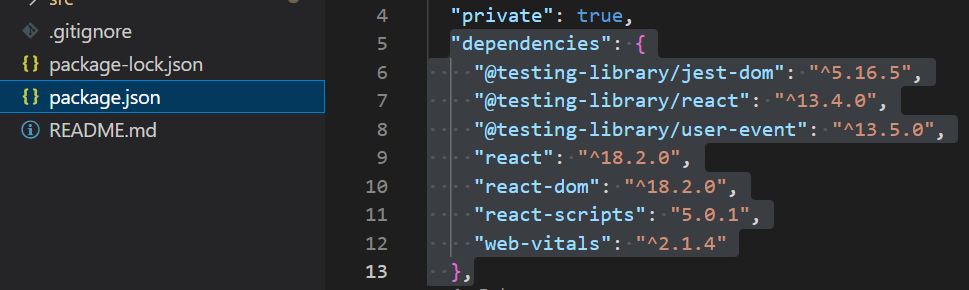 src
.gitignore
package-lock.json
package.json
README.md
4 "private": true,
5 "dependencies": {
6 "@testing-library/jest-dom": "^5.16.5",
7 "@testing-library/react": "^13.4.0",
8 "@testing-library/user-event": "^13.5.0",
9 "react": "^18.2.0",
10 "react-dom": "^18.2.0",
11 "react-scripts": "5.0.1",
12 "web-vitals": "^2.1.4"
13 },